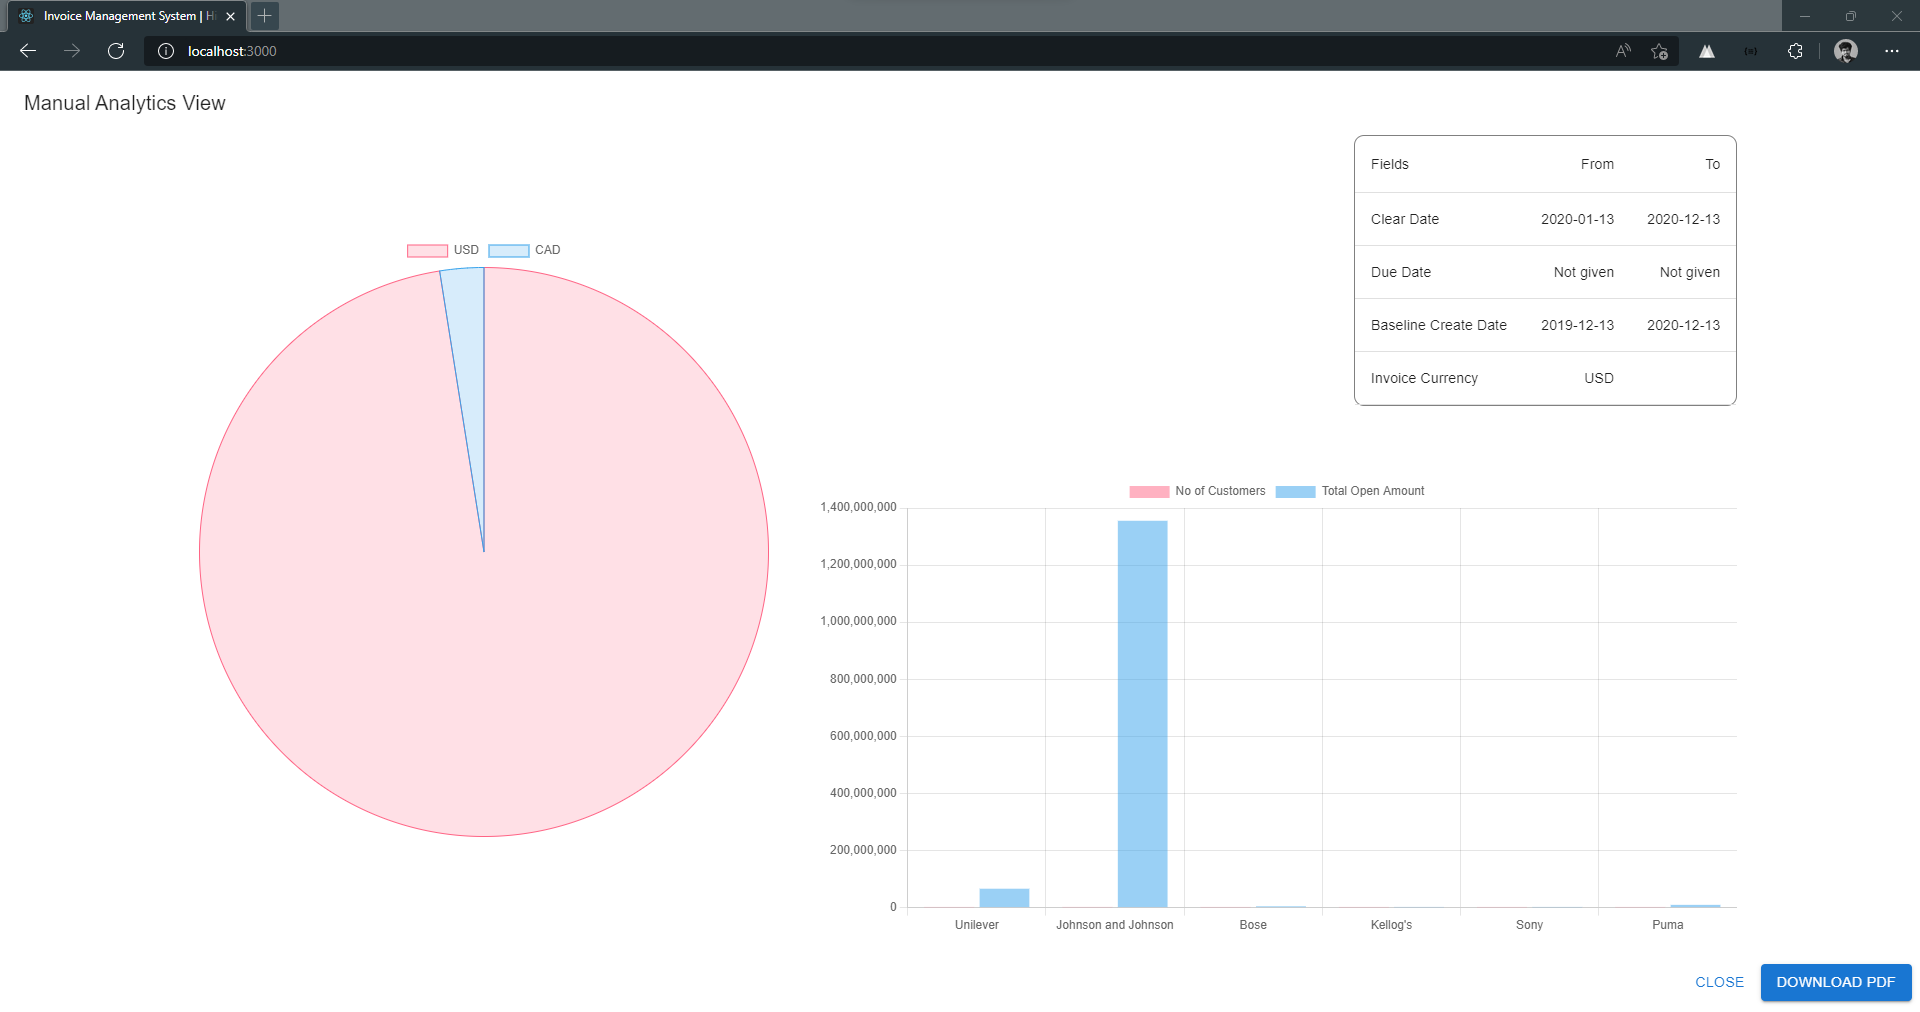 Invoice Management System | Hi
localhost:3000
Manual Analytics View
Fields From To
Clear Date 2020-01-13 2020-12-13
Due Date Not given Not given
Baseline Create Date 2019-12-13 2020-12-13
Invoice Currency USD
USD CAD
No of Customers Total Open Amount
1,400,000,000
1,200,000,000
1,000,000,000
800,000,000
600,000,000
400,000,000
200,000,000
0
Unilever Johnson and Johnson Bose Kellog's Sony Puma
CLOSE DOWNLOAD PDF